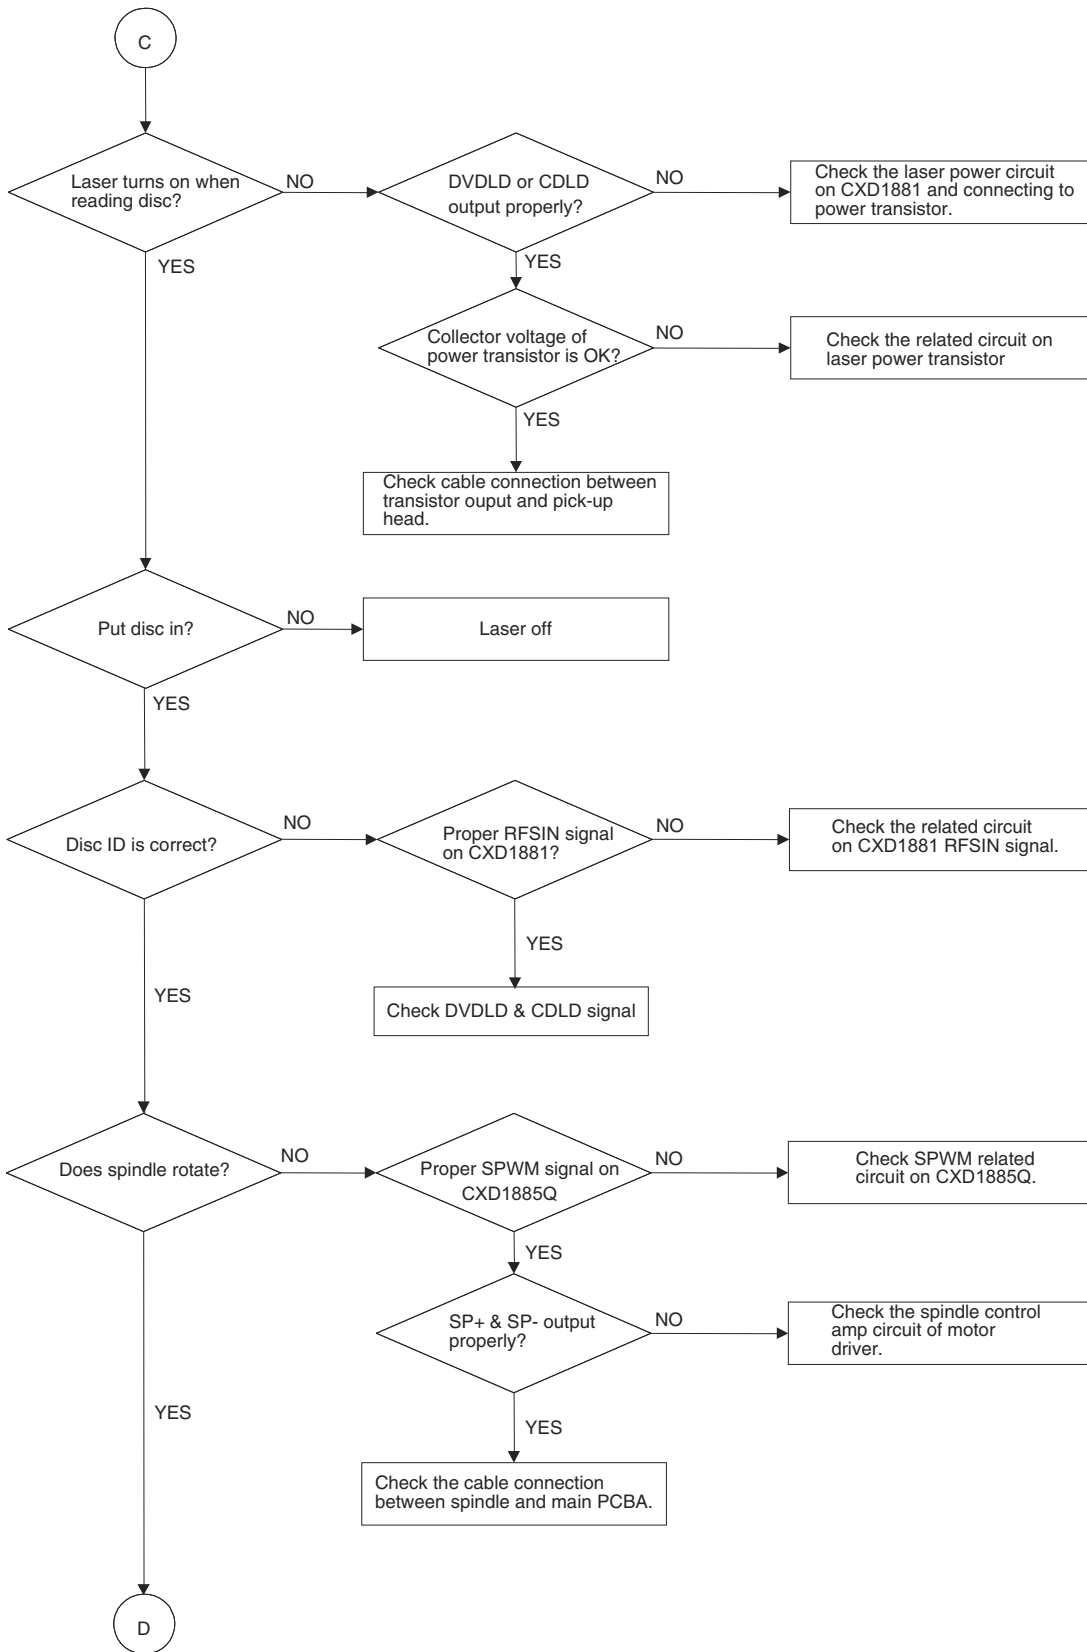 C
Laser turns on when
reading disc?
NO
DVDLD or CDLD
output properly?
NO
Check the laser power circuit
on CXD1881 and connecting to
power transistor.
YES
YES
Collector voltage of
power transistor is OK?
NO
Check the related circuit on
laser power transistor
YES
Check cable connection between
transistor ouput and pick-up
head.
Put disc in?
NO
Laser off
YES
Disc ID is correct?
NO
Proper RFSIN signal
on CXD1881?
NO
Check the related circuit
on CXD1881 RFSIN signal.
YES
YES
Check DVDLD & CDLD signal
Does spindle rotate?
NO
Proper SPWM signal on
CXD1885Q
NO
Check SPWM related
circuit on CXD1885Q.
YES
SP+ & SP- output
properly?
NO
Check the spindle control
amp circuit of motor
driver.
YES
YES
Check the cable connection
between spindle and main PCBA.
D